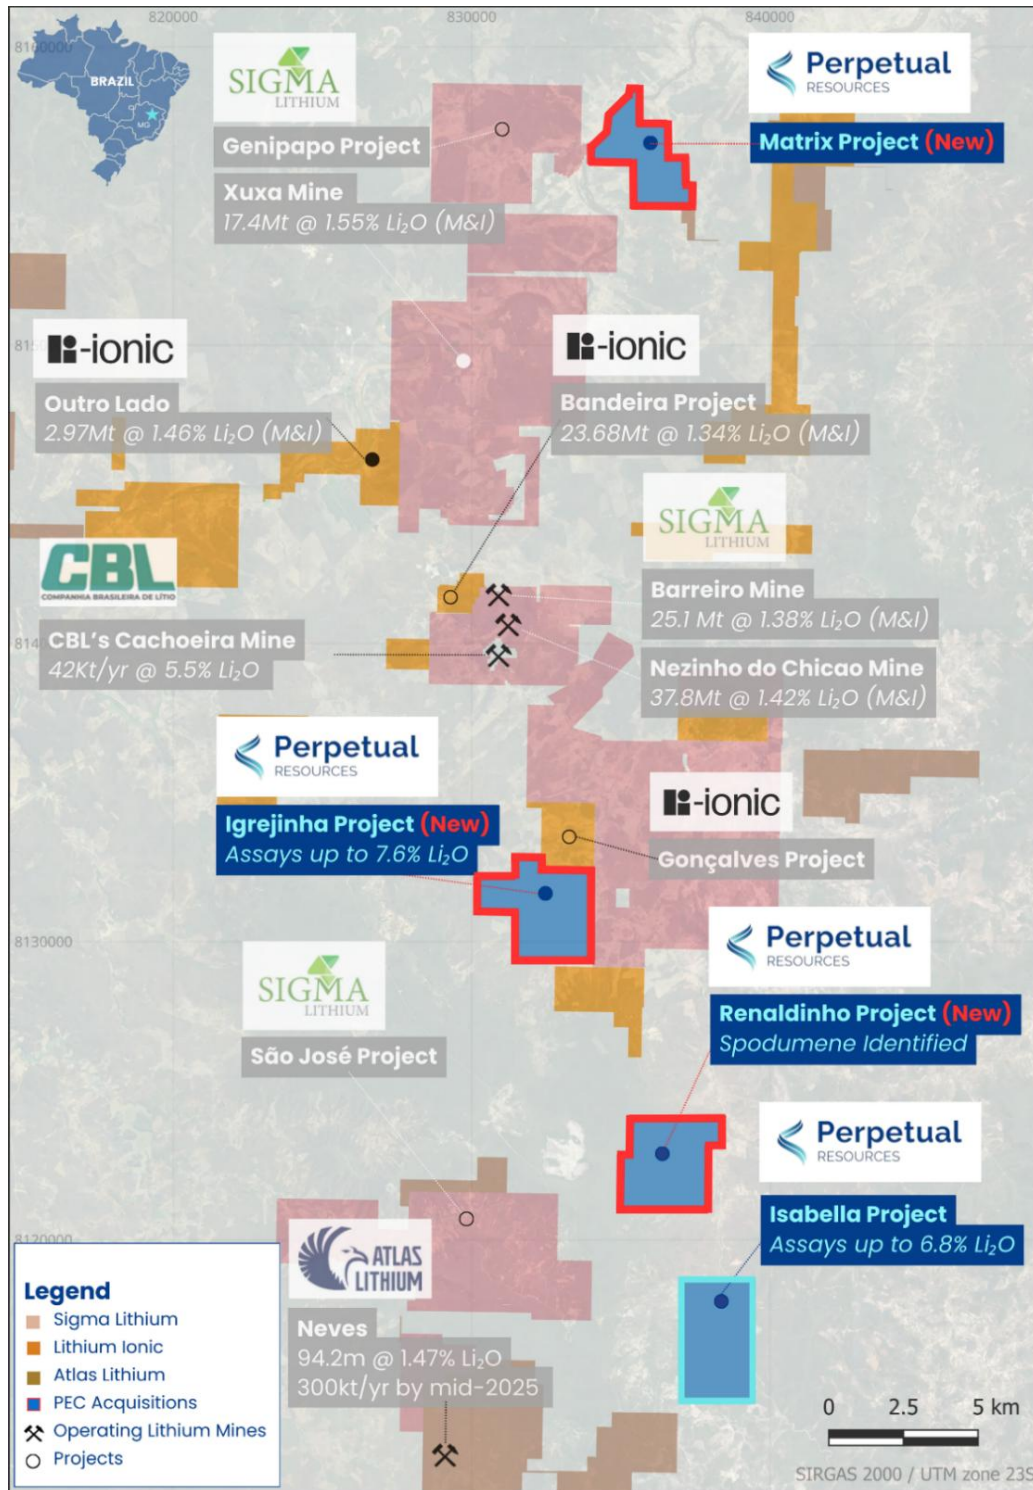 820000
830000
840000
8160000
BRAZIL
MG
SIGMA
LITHIUM
Genipapo Project
Xuxa Mine
17.4Mt @ 1.55% Li₂O (M&I)
Perpetual
RESOURCES
Matrix Project (New)
-ionic
Outro Lado
2.97Mt @ 1.46% Li₂O (M&I)
-ionic
Bandeira Project
23.68Mt @ 1.34% Li₂O (M&I)
SIGMA
LITHIUM
Barreiro Mine
25.1 Mt @ 1.38% Li₂O (M&I)
Nezinho do Chicao Mine
37.8Mt @ 1.42% Li₂O (M&I)
CBL
COMPANHIA BRASILEIRA DE LÍTIO
CBL's Cachoeira Mine
42Kt/yr @ 5.5% Li₂O
Perpetual
RESOURCES
Igrejinha Project (New)
Assays up to 7.6% Li₂O
-ionic
Gonçalves Project
8130000
Perpetual
RESOURCES
Renaldinho Project (New)
Spodumene Identified
SIGMA
LITHIUM
São José Project
Perpetual
RESOURCES
Isabella Project
Assays up to 6.8% Li₂O
8120000
ATLAS
LITHIUM
Neves
94.2m @ 1.47% Li₂O
300kt/yr by mid-2025
Legend
Sigma Lithium
Lithium Ionic
Atlas Lithium
PEC Acquisitions
Operating Lithium Mines
Projects
0 2.5 5 km
SIRGAS 2000 / UTM zone 23S